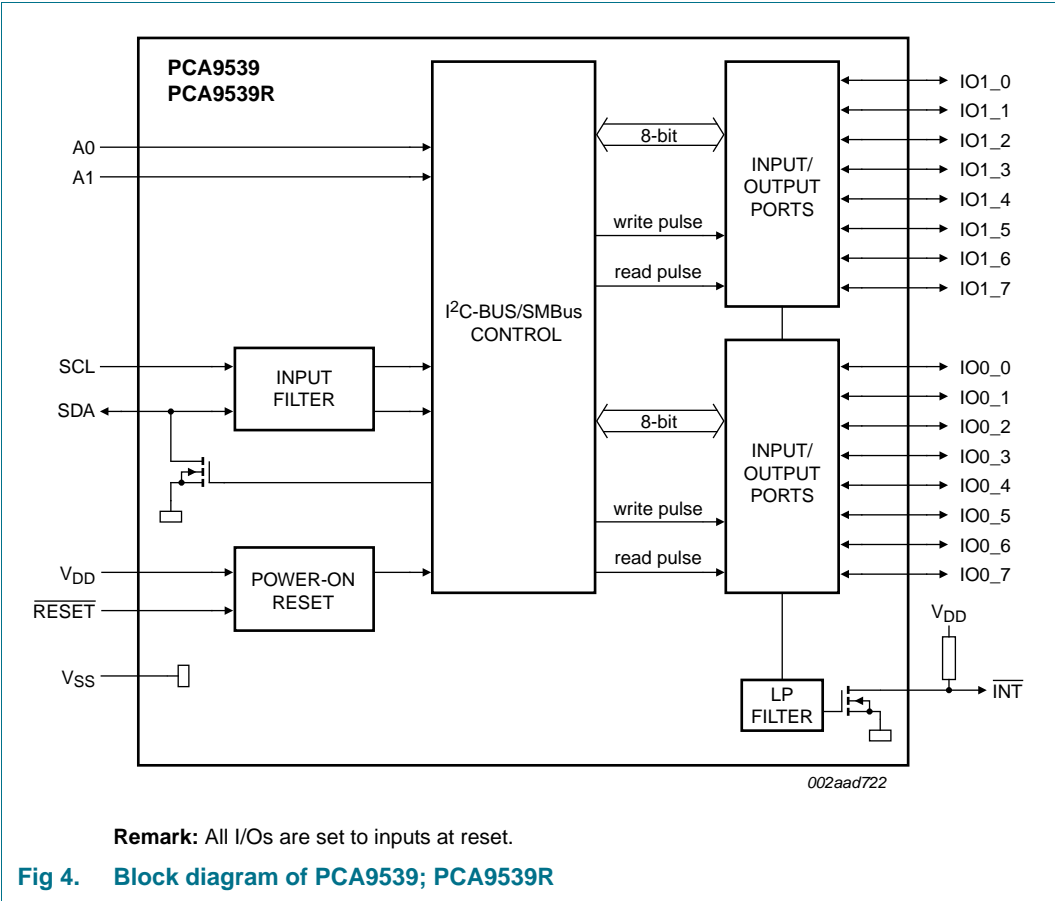 PCA9539
PCA9539R
A0
A1
SCL
SDA
VDD
RESET
VSS
INPUT
FILTER
POWER-ON
RESET
I2C-BUS/SMBus
CONTROL
8-bit
write pulse
read pulse
8-bit
write pulse
read pulse
INPUT/
OUTPUT
PORTS
INPUT/
OUTPUT
PORTS
LP
FILTER
IO1_0
IO1_1
IO1_2
IO1_3
IO1_4
IO1_5
IO1_6
IO1_7
IO0_0
IO0_1
IO0_2
IO0_3
IO0_4
IO0_5
IO0_6
IO0_7
VDD
INT
002aad722
Remark: All I/Os are set to inputs at reset.
Fig 4. Block diagram of PCA9539; PCA9539R